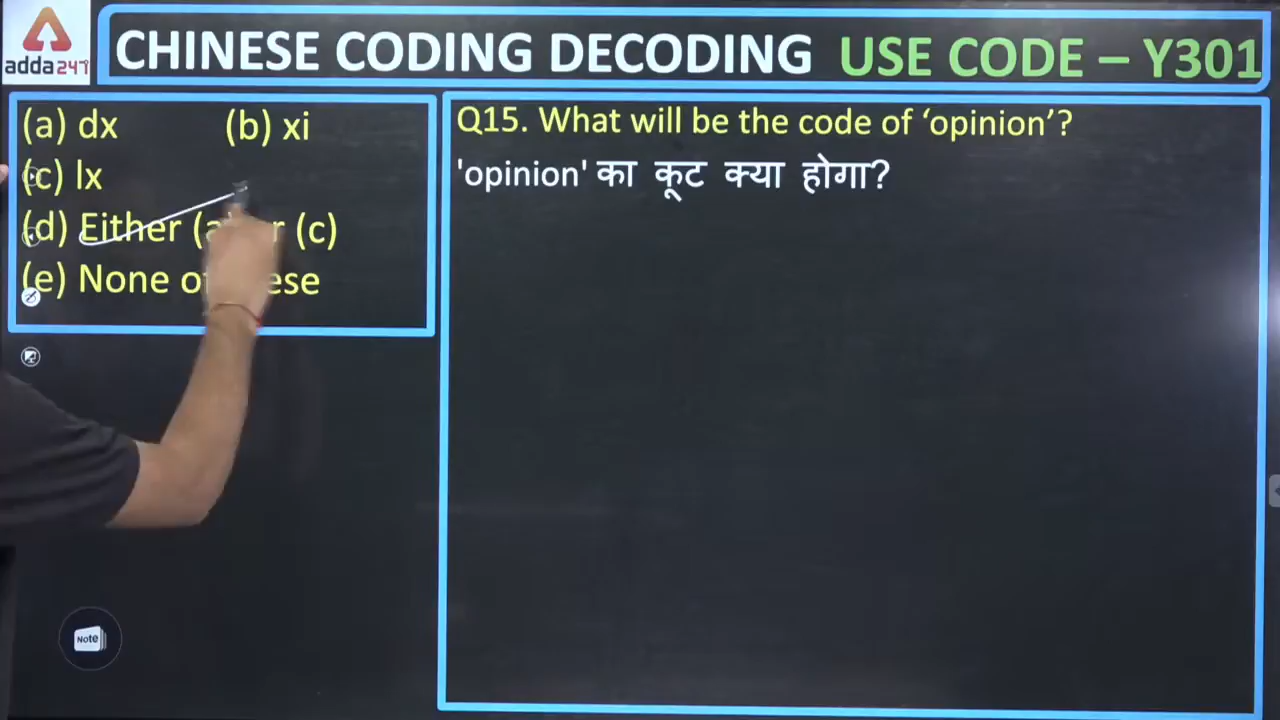 adda247
CHINESE CODING DECODING USE CODE – Y301
(a) dx (b) xi
(c) lx
(d) Either (c)
(e) None
Q15. What will be the code of ‘opinion’?
'opinion' का कूट क्या होगा?
Note